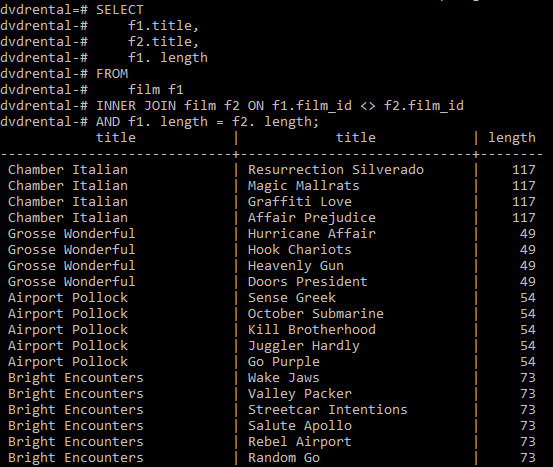 dvdrental=# SELECT
dvdrental-#     f1.title,
dvdrental-#     f2.title,
dvdrental-#     f1. length
dvdrental-# FROM
dvdrental-#     film f1
dvdrental-# INNER JOIN film f2 ON f1.film_id <> f2.film_id
dvdrental-# AND f1. length = f2. length;
           title            |            title            | length
----------------------------+-----------------------------+--------
 Chamber Italian            | Resurrection Silverado      |    117
 Chamber Italian            | Magic Mallrats              |    117
 Chamber Italian            | Graffiti Love               |    117
 Chamber Italian            | Affair Prejudice            |    117
 Grosse Wonderful           | Hurricane Affair            |     49
 Grosse Wonderful           | Hook Chariots               |     49
 Grosse Wonderful           | Heavenly Gun                |     49
 Grosse Wonderful           | Doors President             |     49
 Airport Pollock            | Sense Greek                 |     54
 Airport Pollock            | October Submarine           |     54
 Airport Pollock            | Kill Brotherhood            |     54
 Airport Pollock            | Juggler Hardly              |     54
 Airport Pollock            | Go Purple                   |     54
 Bright Encounters          | Wake Jaws                   |     73
 Bright Encounters          | Valley Packer               |     73
 Bright Encounters          | Streetcar Intentions        |     73
 Bright Encounters          | Salute Apollo               |     73
 Bright Encounters          | Rebel Airport               |     73
 Bright Encounters          | Random Go                   |     73